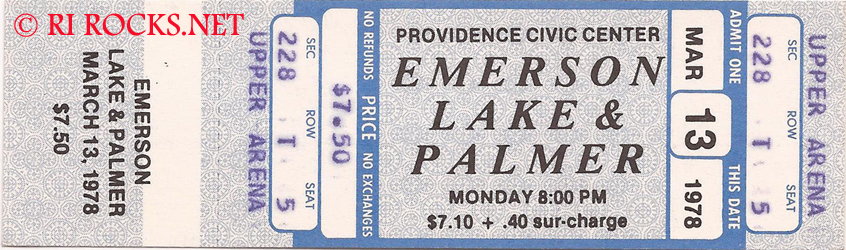 © RI ROCKS.NET
EMERSON
LAKE & PALMER
MARCH 13, 1978
$7.50
UPPER ARENA
228 T 5
SEC ROW SEAT
$7.50
NO REFUNDS PRICE NO EXCHANGES
PROVIDENCE CIVIC CENTER
EMERSON
LAKE &
PALMER
MONDAY 8:00 PM
$7.10 + .40 sur-charge
MAR 13 1978
ADMIT ONE THIS DATE
SEC ROW SEAT
228 T 5
UPPER ARENA